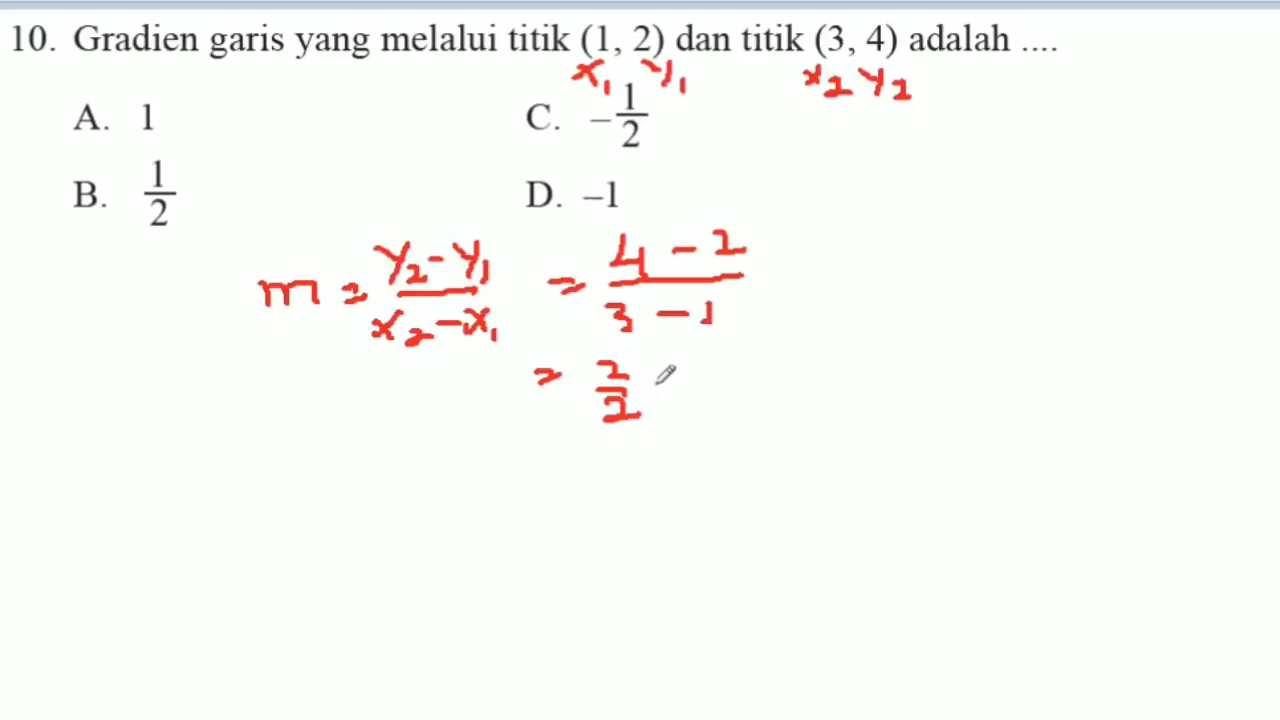 10. Gradien garis yang melalui titik (1, 2) dan titik (3, 4) adalah ....
x₁ y₁ x₂ y₂
A. 1
B. 1/2
C. –1/2
D. –1
m = y₂ - y₁ / x₂ - x₁ = 4 - 2 / 3 - 1
= 2/2